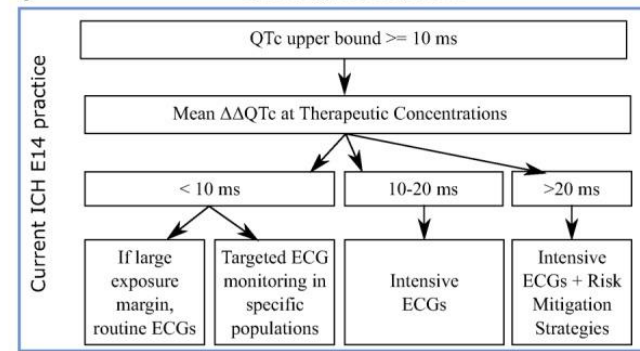 Current ICH E14 practice
QTc upper bound >= 10 ms
Mean ΔΔQTc at Therapeutic Concentrations
< 10 ms
10-20 ms
>20 ms
If large
exposure
margin,
routine ECGs
Targeted ECG
monitoring in
specific
populations
Intensive
ECGs
Intensive
ECGs + Risk
Mitigation
Strategies